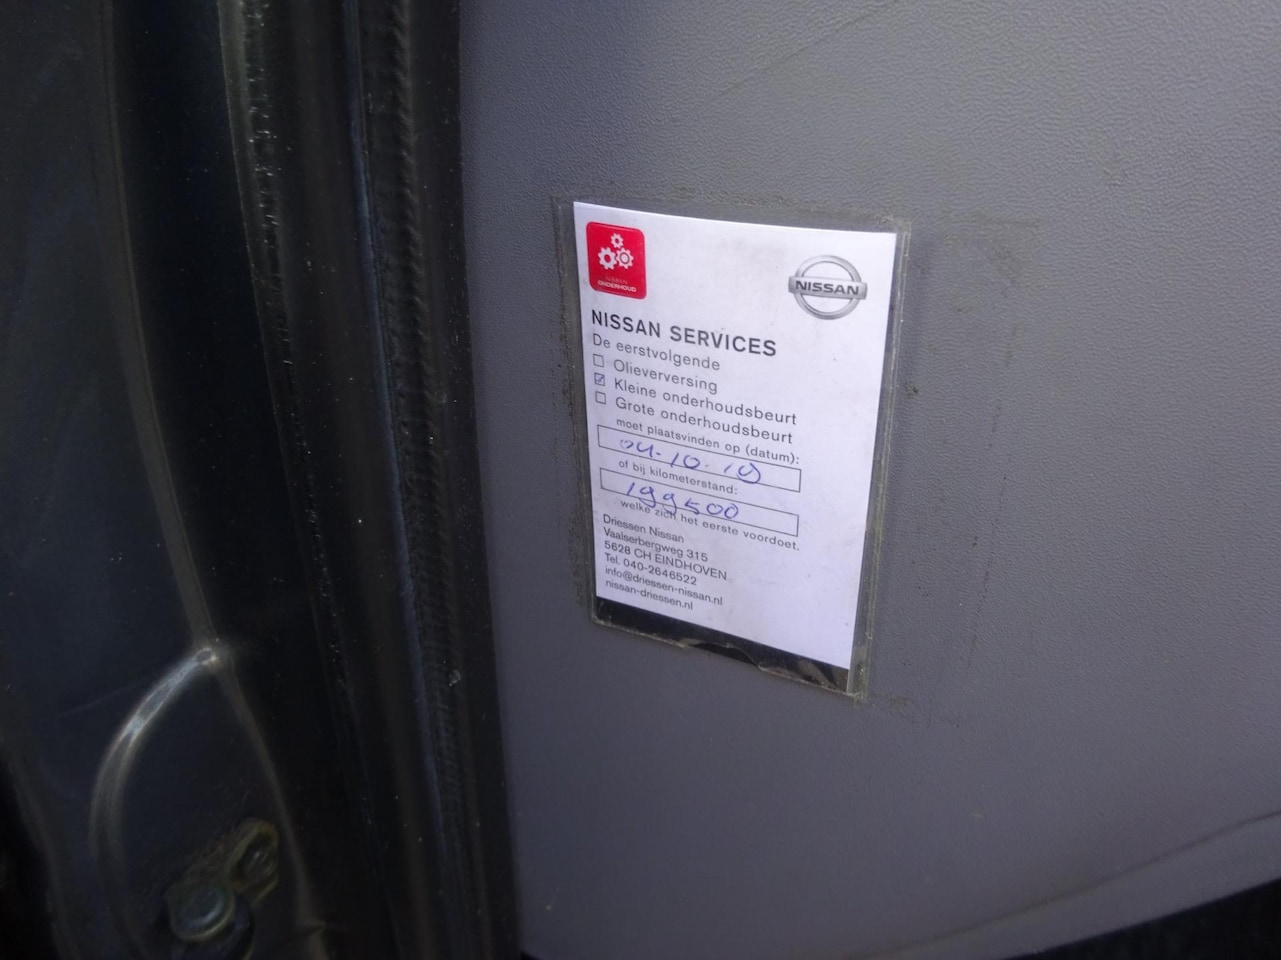 NISSAN
ONDERHOUD
NISSAN
NISSAN SERVICES
De eerstvolgende
Olieverversing
Kleine onderhoudsbeurt
Grote onderhoudsbeurt
moet plaatsvinden op (datum):
04-10-19
of bij kilometerstand:
199500
welke zich het eerste voordoet.
Driessen Nissan
Vaalserbergweg 315
5628 CH EINDHOVEN
Tel. 040-2646522
info@driessen-nissan.nl
nissan-driessen.nl